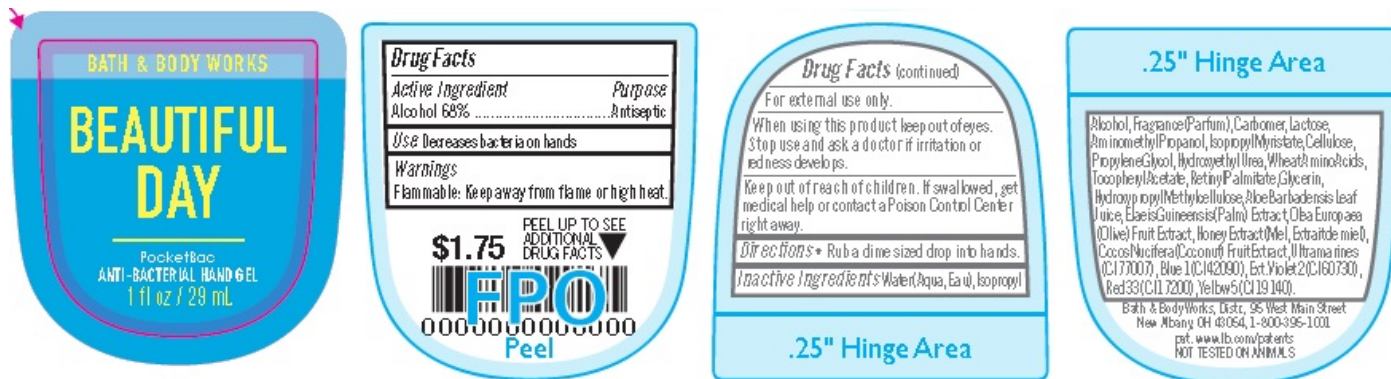 BATH & BODY WORKS
BEAUTIFUL
DAY
PocketBac
ANTI-BACTERIAL HAND GEL
1 fl oz / 29 mL
Drug Facts
Active Ingredient Purpose
Alcohol 68% ........................................ Antiseptic
Use Decreases bacteria on hands
Warnings
Flammable: Keep away from flame or high heat.
$1.75
PEEL UP TO SEE
ADDITIONAL
DRUG FACTS ▼
FPO
000000000000
Peel
Drug Facts (continued)
For external use only.
When using this product keep out of eyes.
Stop use and ask a doctor if irritation or
redness develops.
Keep out of reach of children. If swallowed, get
medical help or contact a Poison Control Center
right away.
Directions • Rub a dime sized drop into hands.
Inactive Ingredients Water (Aqua, Eau), Isopropyl
.25" Hinge Area
.25" Hinge Area
Alcohol, Fragrance (Parfum), Carbomer, Lactose,
Aminomethyl Propanol, Isopropyl Myristate, Cellulose,
Propylene Glycol, Hydroxyethyl Urea, Wheat Amino Acids,
Tocopheryl Acetate, Retinyl Palmitate, Glycerin,
Hydroxypropyl Methylcellulose, Aloe Barbadensis Leaf
Juice, Elaeis Guineensis (Palm) Extract, Olea Europaea
(Olive) Fruit Extract, Honey Extract (Mel, Extrait de miel),
Cocos Nucifera (Coconut) Fruit Extract, Ultramarines
(CI 77007), Blue 1 (CI 42090), Ext. Violet 2 (CI 60730),
Red 33 (CI 17200), Yellow 5 (CI 19140).
Bath & Body Works, Distr., 95 West Main Street
New Albany, OH 43054, 1-800-395-1001
pat. www.lb.com/patents
NOT TESTED ON ANIMALS